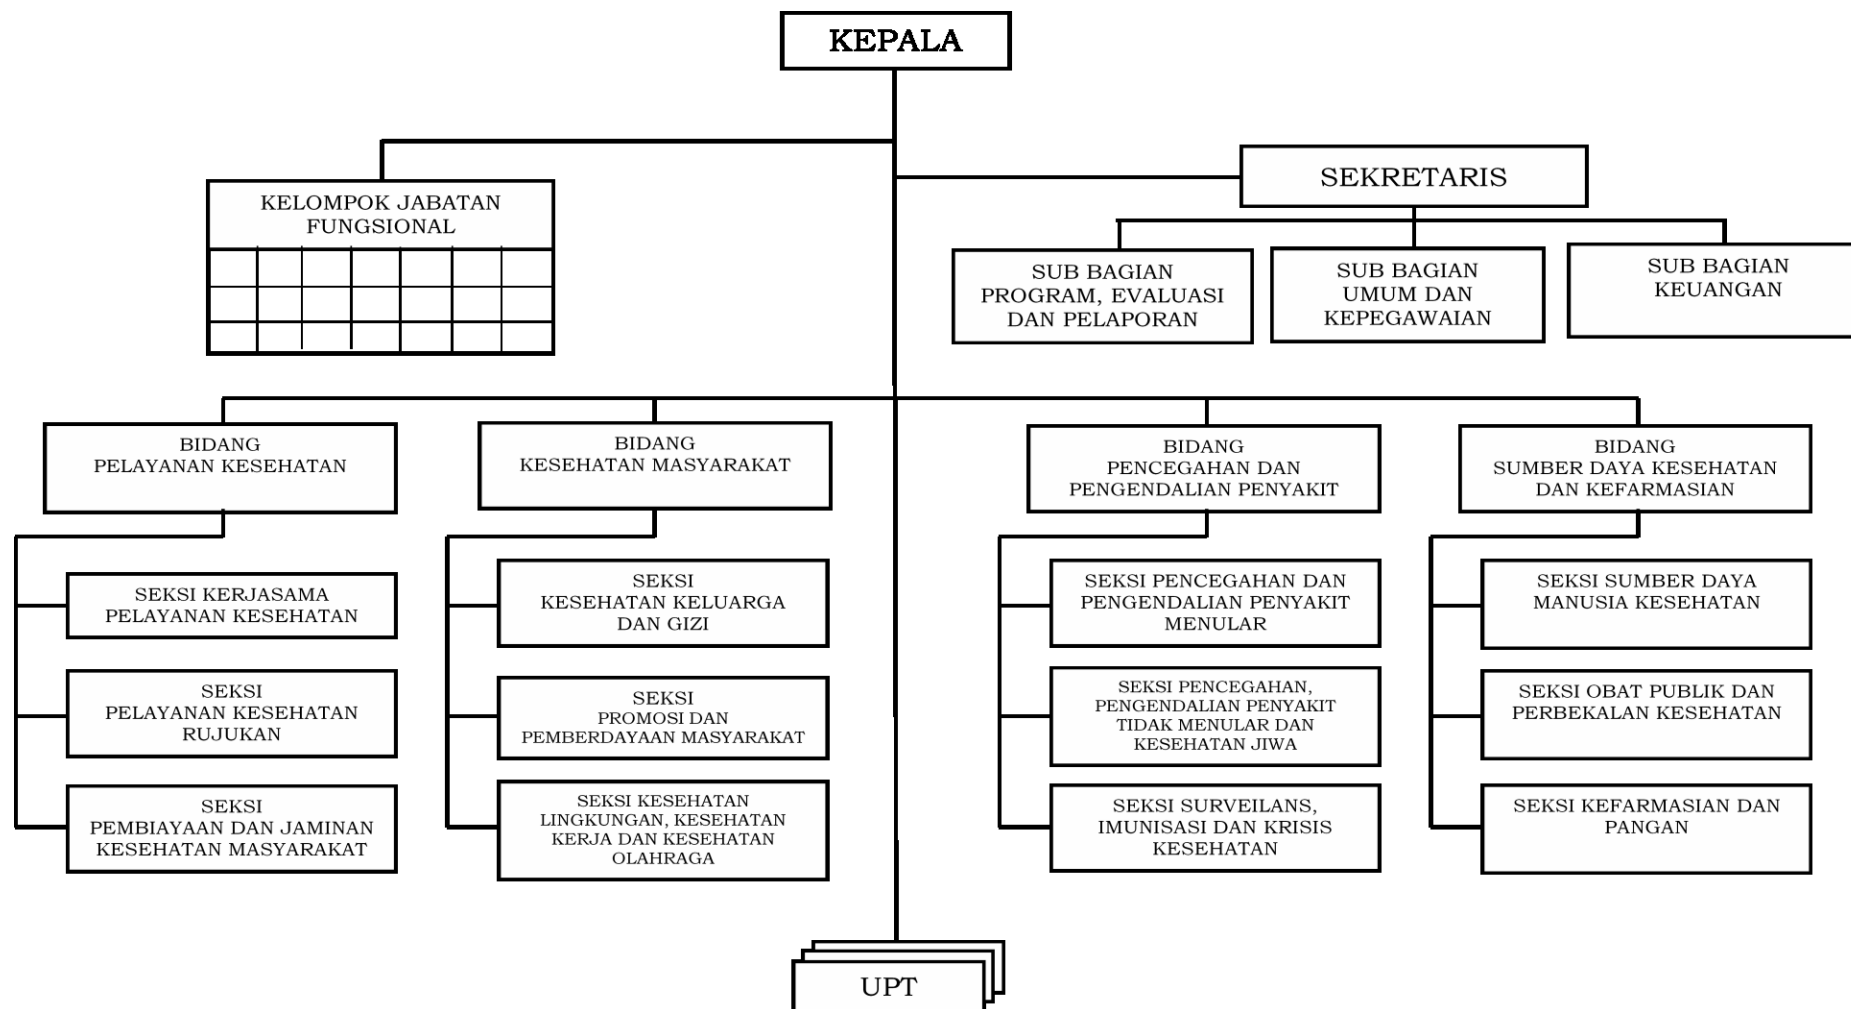 KEPALA
SEKRETARIS
KELOMPOK JABATAN
FUNGSIONAL
SUB BAGIAN
PROGRAM, EVALUASI
DAN PELAPORAN
SUB BAGIAN
UMUM DAN
KEPEGAWAIAN
SUB BAGIAN
KEUANGAN
BIDANG
PELAYANAN KESEHATAN
BIDANG
KESEHATAN MASYARAKAT
BIDANG
PENCEGAHAN DAN
PENGENDALIAN PENYAKIT
BIDANG
SUMBER DAYA KESEHATAN
DAN KEFARMASIAN
SEKSI KERJASAMA
PELAYANAN KESEHATAN
SEKSI
PELAYANAN KESEHATAN
RUJUKAN
SEKSI
PEMBIAYAAN DAN JAMINAN
KESEHATAN MASYARAKAT
SEKSI
KESEHATAN KELUARGA
DAN GIZI
SEKSI
PROMOSI DAN
PEMBERDAYAAN MASYARAKAT
SEKSI KESEHATAN
LINGKUNGAN, KESEHATAN
KERJA DAN KESEHATAN
OLAHRAGA
SEKSI PENCEGAHAN DAN
PENGENDALIAN PENYAKIT
MENULAR
SEKSI PENCEGAHAN,
PENGENDALIAN PENYAKIT
TIDAK MENULAR DAN
KESEHATAN JIWA
SEKSI SURVEILANS,
IMUNISASI DAN KRISIS
KESEHATAN
SEKSI SUMBER DAYA
MANUSIA KESEHATAN
SEKSI OBAT PUBLIK DAN
PERBEKALAN KESEHATAN
SEKSI KEFARMASIAN DAN
PANGAN
UPT